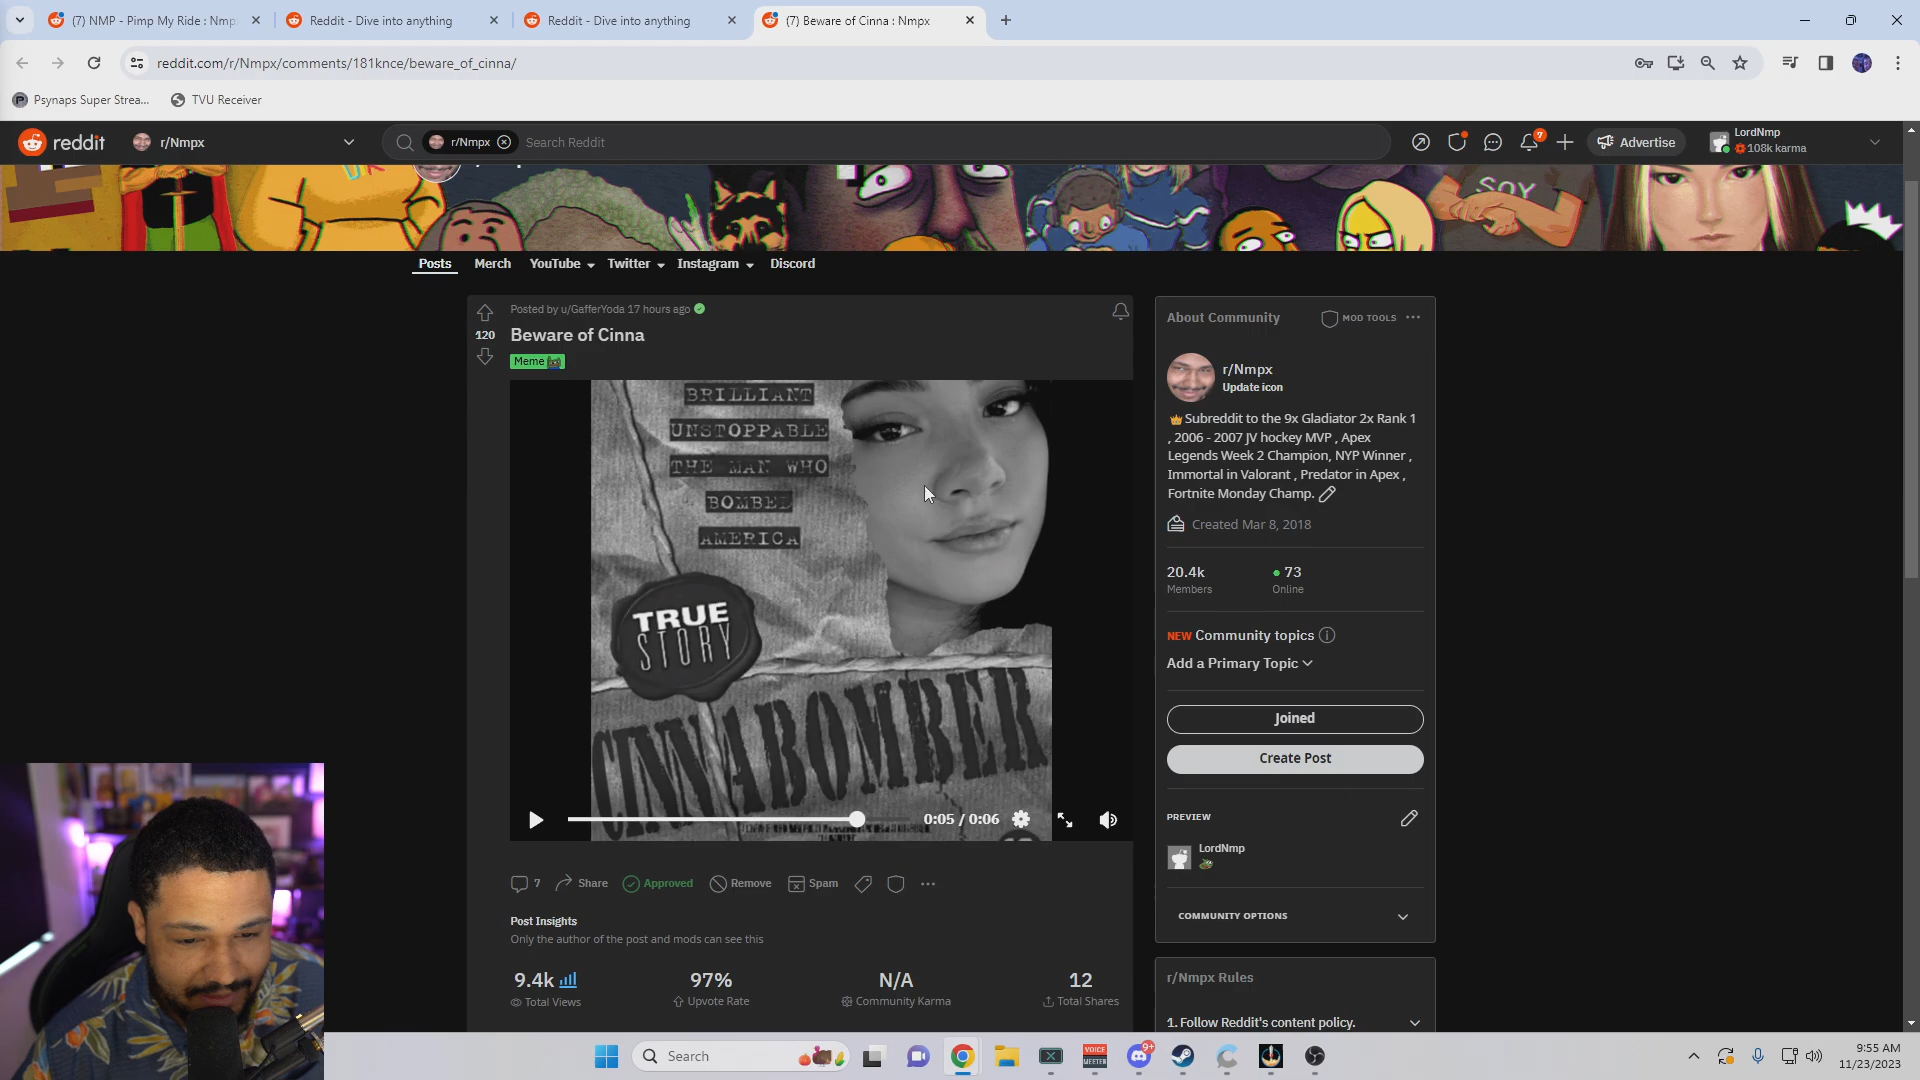 (7) NMP - Pimp My Ride : Nmp
Reddit - Dive into anything
Reddit - Dive into anything
(7) Beware of Cinna : Nmpx
reddit.com/r/Nmpx/comments/181knce/beware_of_cinna/
Psynaps Super Strea...
TVU Receiver
reddit
r/Nmpx
r/Nmpx
Search Reddit
7
Advertise
LordNmp
108k karma
SOY
Posts
Merch
YouTube
Twitter
Instagram
Discord
Posted by u/GafferYoda 17 hours ago
120
Beware of Cinna
Meme
BRILLIANT
UNSTOPPABLE
THE MAN WHO
BOMBED
AMERICA
TRUE
STORY
CINNABOMBER
0:05 / 0:06
7
Share
Approved
Remove
Spam
Post Insights
Only the author of the post and mods can see this
9.4k
Total Views
97%
Upvote Rate
N/A
Community Karma
12
Total Shares
About Community
MOD TOOLS
r/Nmpx
Update icon
Subreddit to the 9x Gladiator 2x Rank 1
, 2006 - 2007 JV hockey MVP , Apex
Legends Week 2 Champion, NYP Winner ,
Immortal in Valorant , Predator in Apex ,
Fortnite Monday Champ.
Created Mar 8, 2018
20.4k
Members
73
Online
NEW Community topics
Add a Primary Topic
Joined
Create Post
PREVIEW
LordNmp
COMMUNITY OPTIONS
r/Nmpx Rules
1. Follow Reddit's content policy.
Search
VOICE
MEETER
9+
9:55 AM
11/23/2023